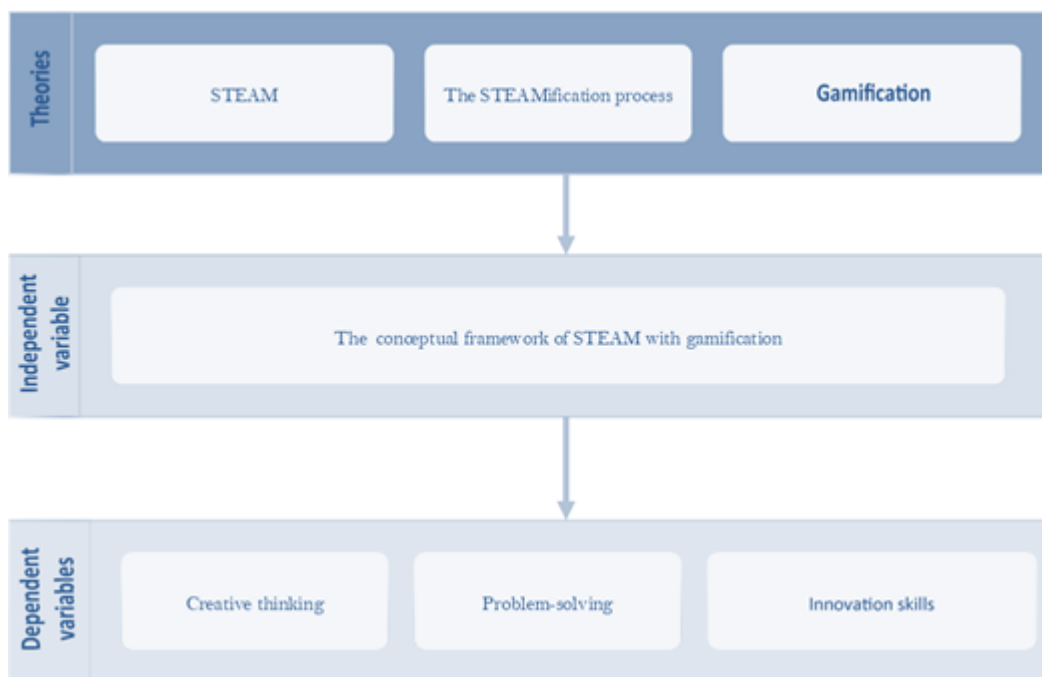 Theories
STEAM
The STEAMification process
Gamification
Independent
variable
The conceptual framework of STEAM with gamification
Dependent
variables
Creative thinking
Problem-solving
Innovation skills